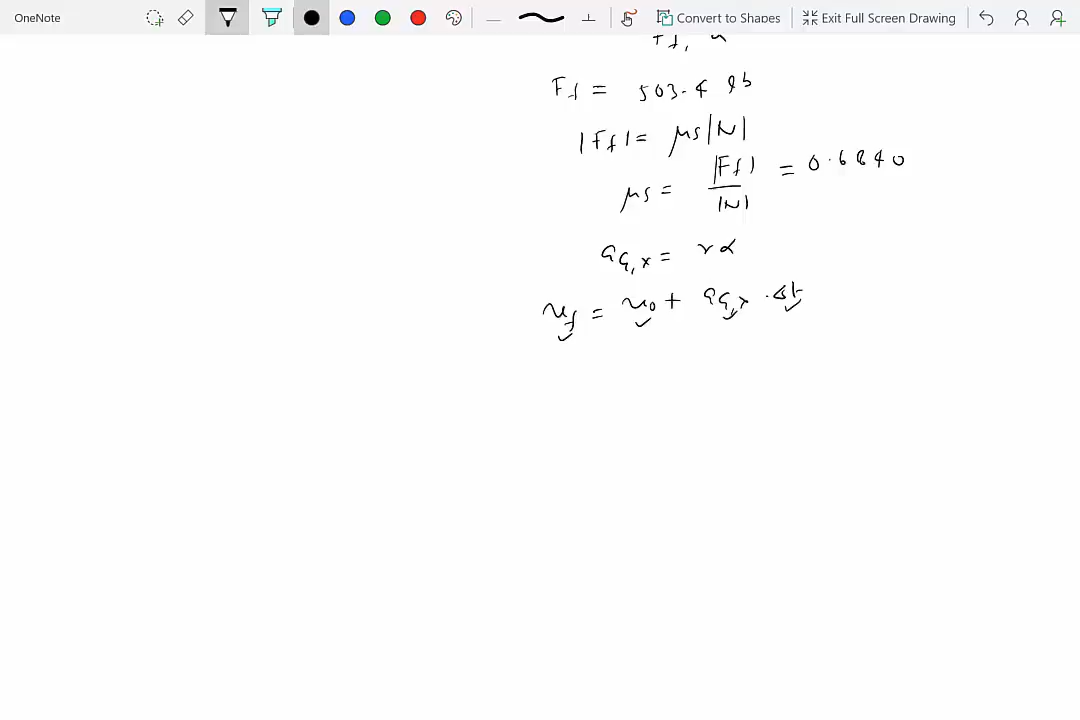 OneNote
Convert to Shapes
Exit Full Screen Drawing
Ff,
Ff = 503.4 lb
|Ff| = μs|N|
μs = |Ff| / |N| = 0.6840
aG,x = rα
vf = v0 + aG,x · Δt